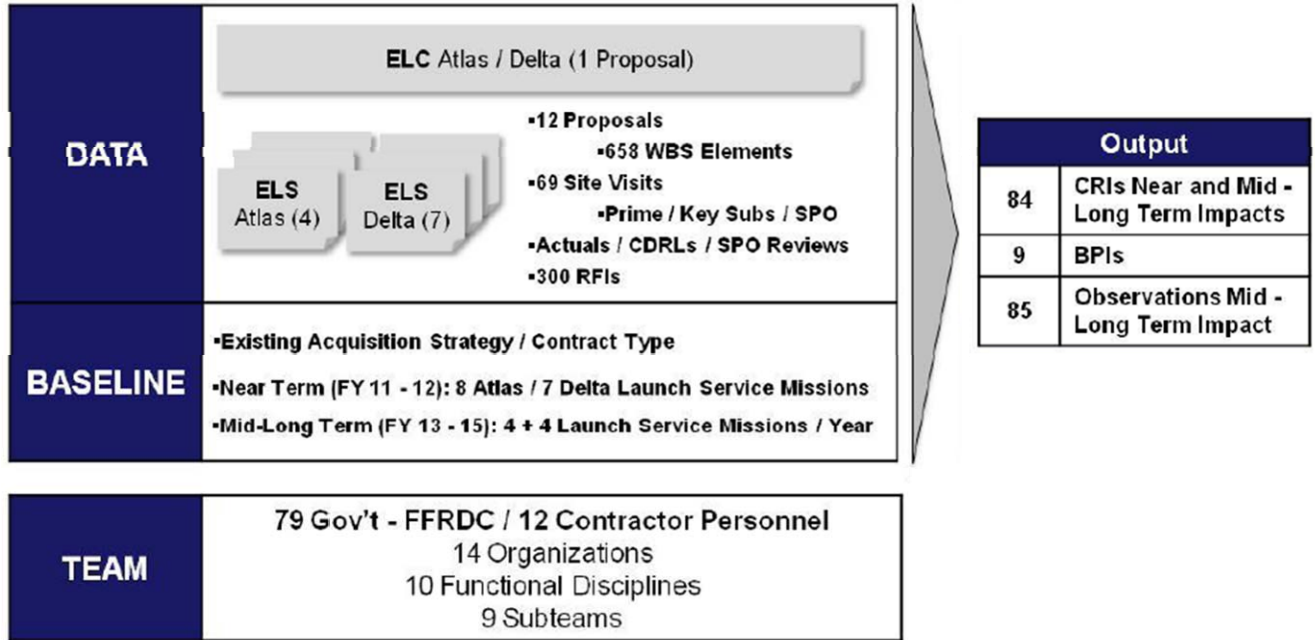 DATA
ELC Atlas / Delta (1 Proposal)
ELS
Atlas (4)
ELS
Delta (7)
▪12 Proposals
▪658 WBS Elements
▪69 Site Visits
▪Prime / Key Subs / SPO
▪Actuals / CDRLs / SPO Reviews
▪300 RFIs
BASELINE
▪Existing Acquisition Strategy / Contract Type
▪Near Term (FY 11 - 12): 8 Atlas / 7 Delta Launch Service Missions
▪Mid-Long Term (FY 13 - 15): 4 + 4 Launch Service Missions / Year
Output
84 CRIs Near and Mid -
Long Term Impacts
9 BPIs
85 Observations Mid -
Long Term Impact
TEAM
79 Gov't - FFRDC / 12 Contractor Personnel
14 Organizations
10 Functional Disciplines
9 Subteams